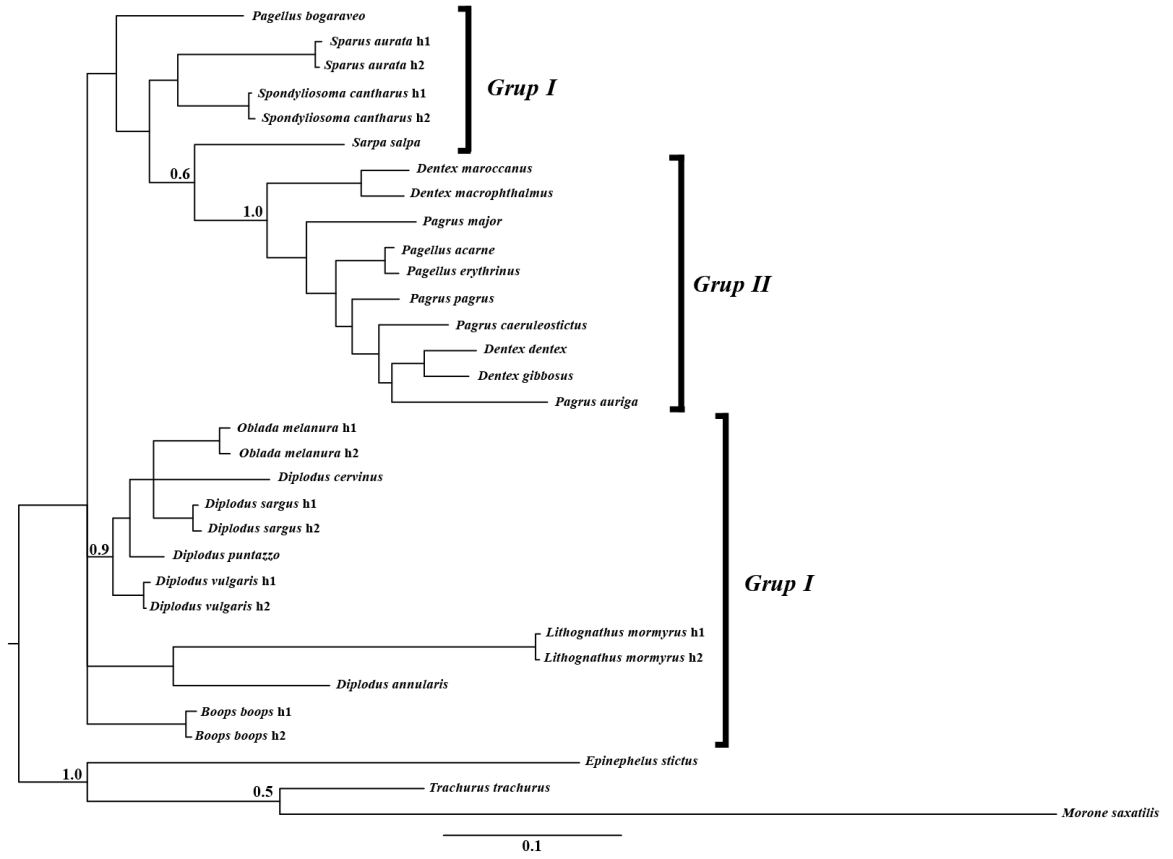 Pagellus bogaraveo
Sparus aurata h1
Sparus aurata h2
Grup I
Spondyliosoma cantharus h1
Spondyliosoma cantharus h2
Sarpa salpa
0.6
Dentex maroccanus
Dentex macrophthalmus
1.0
Pagrus major
Pagellus acarne
Pagellus erythrinus
Grup II
Pagrus pagrus
Pagrus caeruleostictus
Dentex dentex
Dentex gibbosus
Pagrus auriga
Oblada melanura h1
Oblada melanura h2
Diplodus cervinus
Diplodus sargus h1
Diplodus sargus h2
0.9
Diplodus puntazzo
Diplodus vulgaris h1
Grup I
Diplodus vulgaris h2
Lithognathus mormyrus h1
Lithognathus mormyrus h2
Diplodus annularis
Boops boops h1
Boops boops h2
Epinephelus stictus
1.0
Trachurus trachurus
0.5
Morone saxatilis
0.1